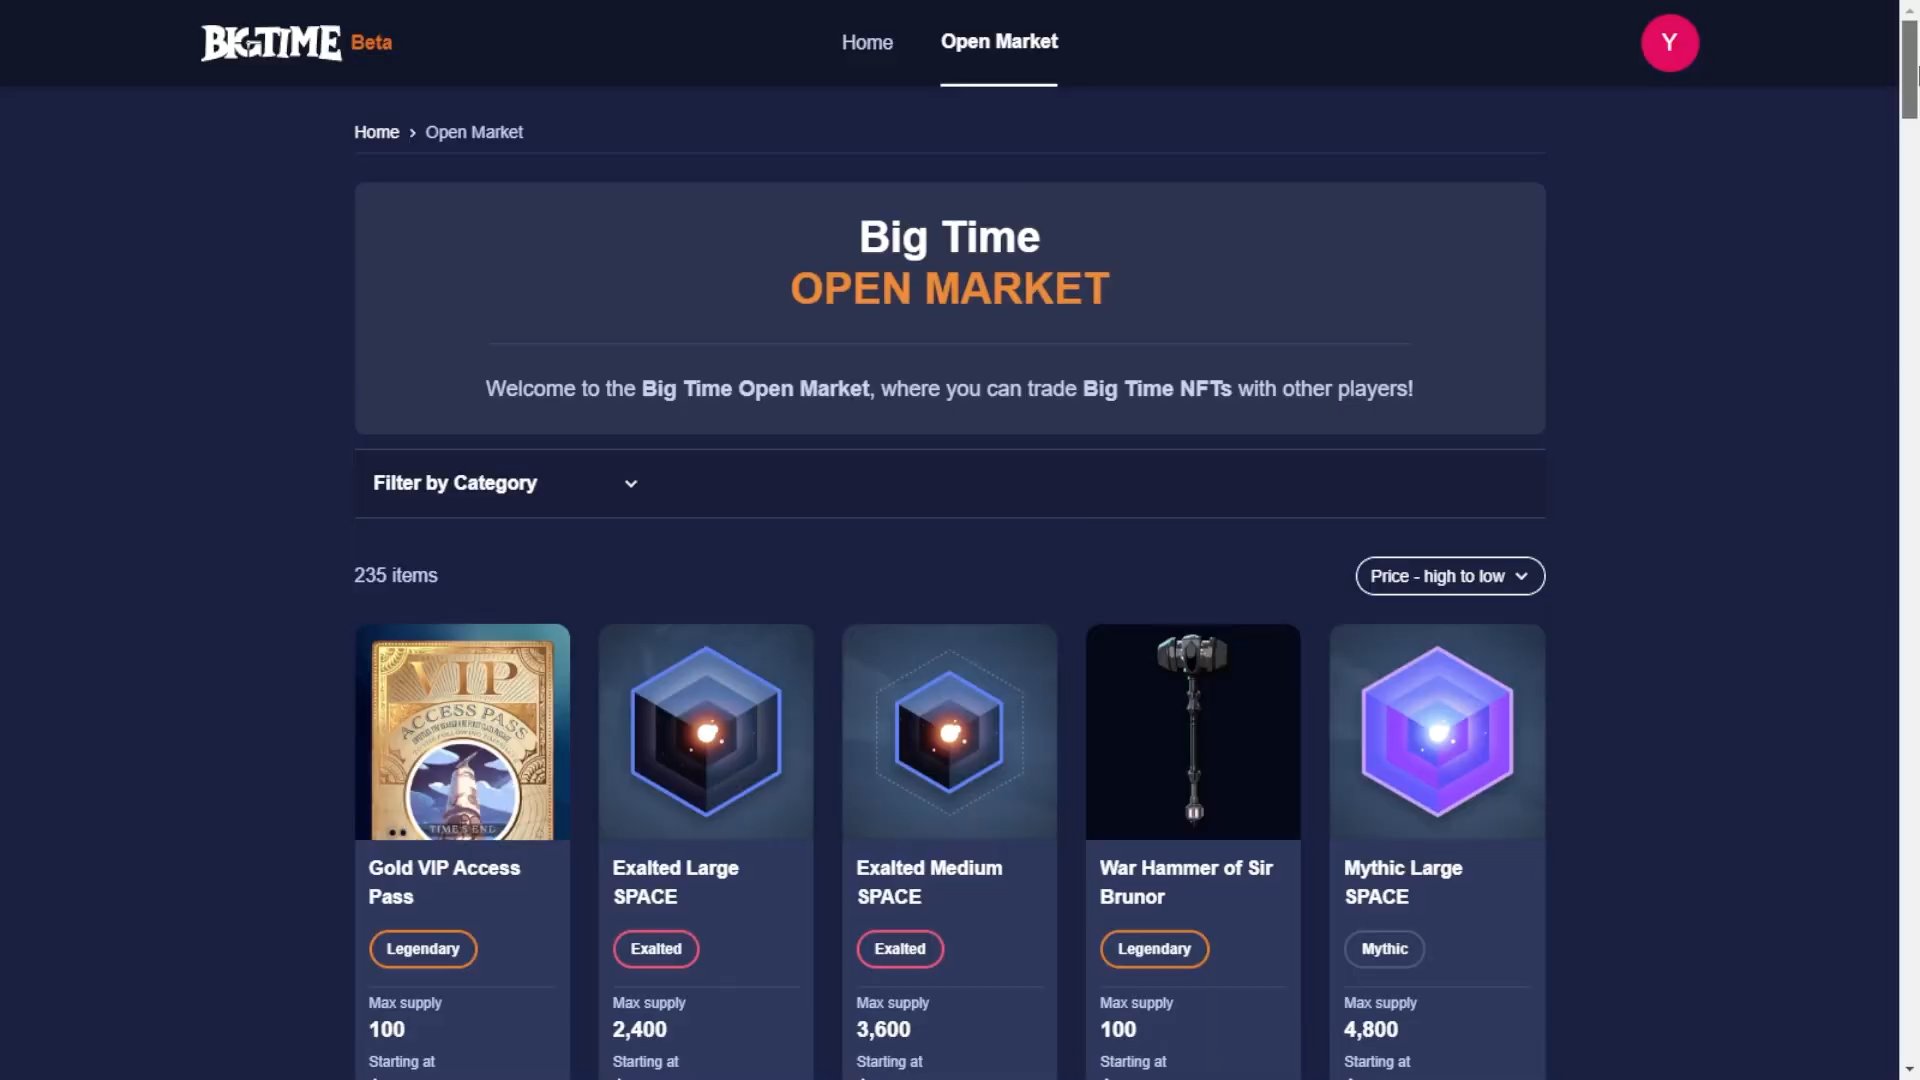 BIGTIME Beta
Home
Open Market
Y
Home › Open Market
Big Time
OPEN MARKET
Welcome to the Big Time Open Market, where you can trade Big Time NFTs with other players!
Filter by Category
235 items
Price - high to low
VIP
ACCESS PASS
TIME'S END
Gold VIP Access
Pass
Legendary
Max supply
100
Starting at
Exalted Large
SPACE
Exalted
Max supply
2,400
Starting at
Exalted Medium
SPACE
Exalted
Max supply
3,600
Starting at
War Hammer of Sir
Brunor
Legendary
Max supply
100
Starting at
Mythic Large
SPACE
Mythic
Max supply
4,800
Starting at